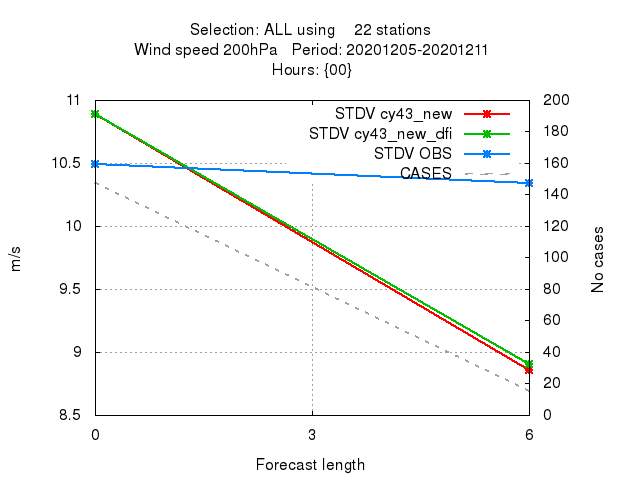 Selection: ALL using 22 stations
Wind speed 200hPa Period: 20201205-20201211
Hours: {00}
STDV cy43_new
STDV cy43_new_dfi
STDV OBS
CASES
11
10.5
10
9.5
9
8.5
m/s
200
180
160
140
120
100
80
60
40
20
0
No cases
0 3 6
Forecast length